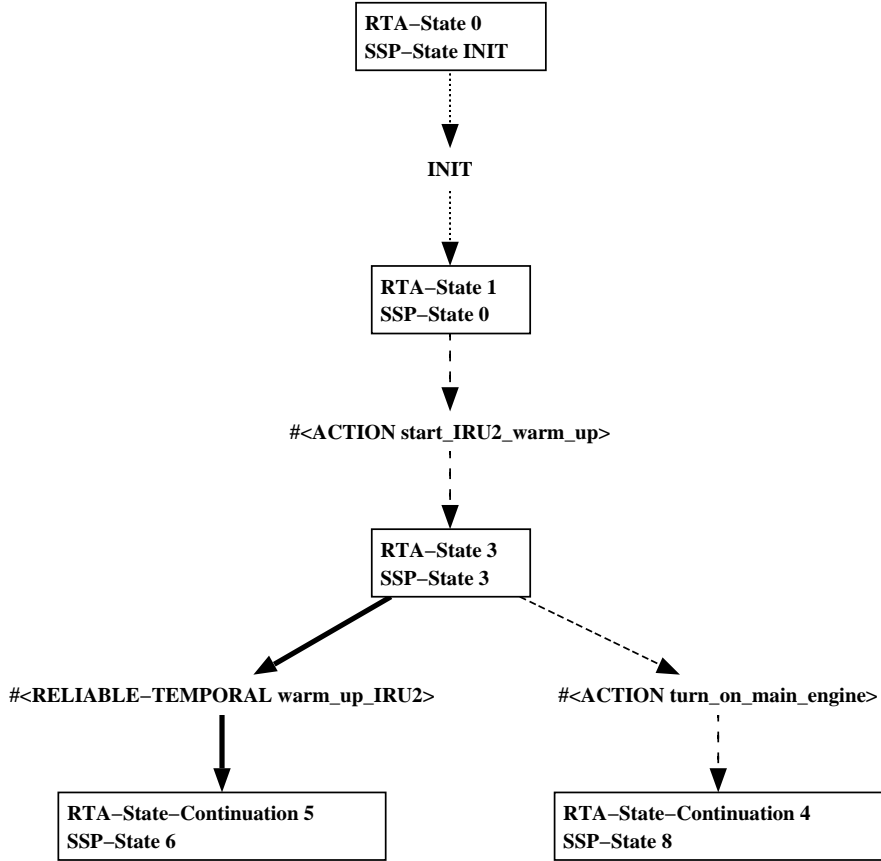 RTA−State 0
SSP−State INIT
INIT
RTA−State 1
SSP−State 0
#<ACTION start_IRU2_warm_up>
RTA−State 3
SSP−State 3
#<RELIABLE−TEMPORAL warm_up_IRU2>
#<ACTION turn_on_main_engine>
RTA−State−Continuation 5
SSP−State 6
RTA−State−Continuation 4
SSP−State 8